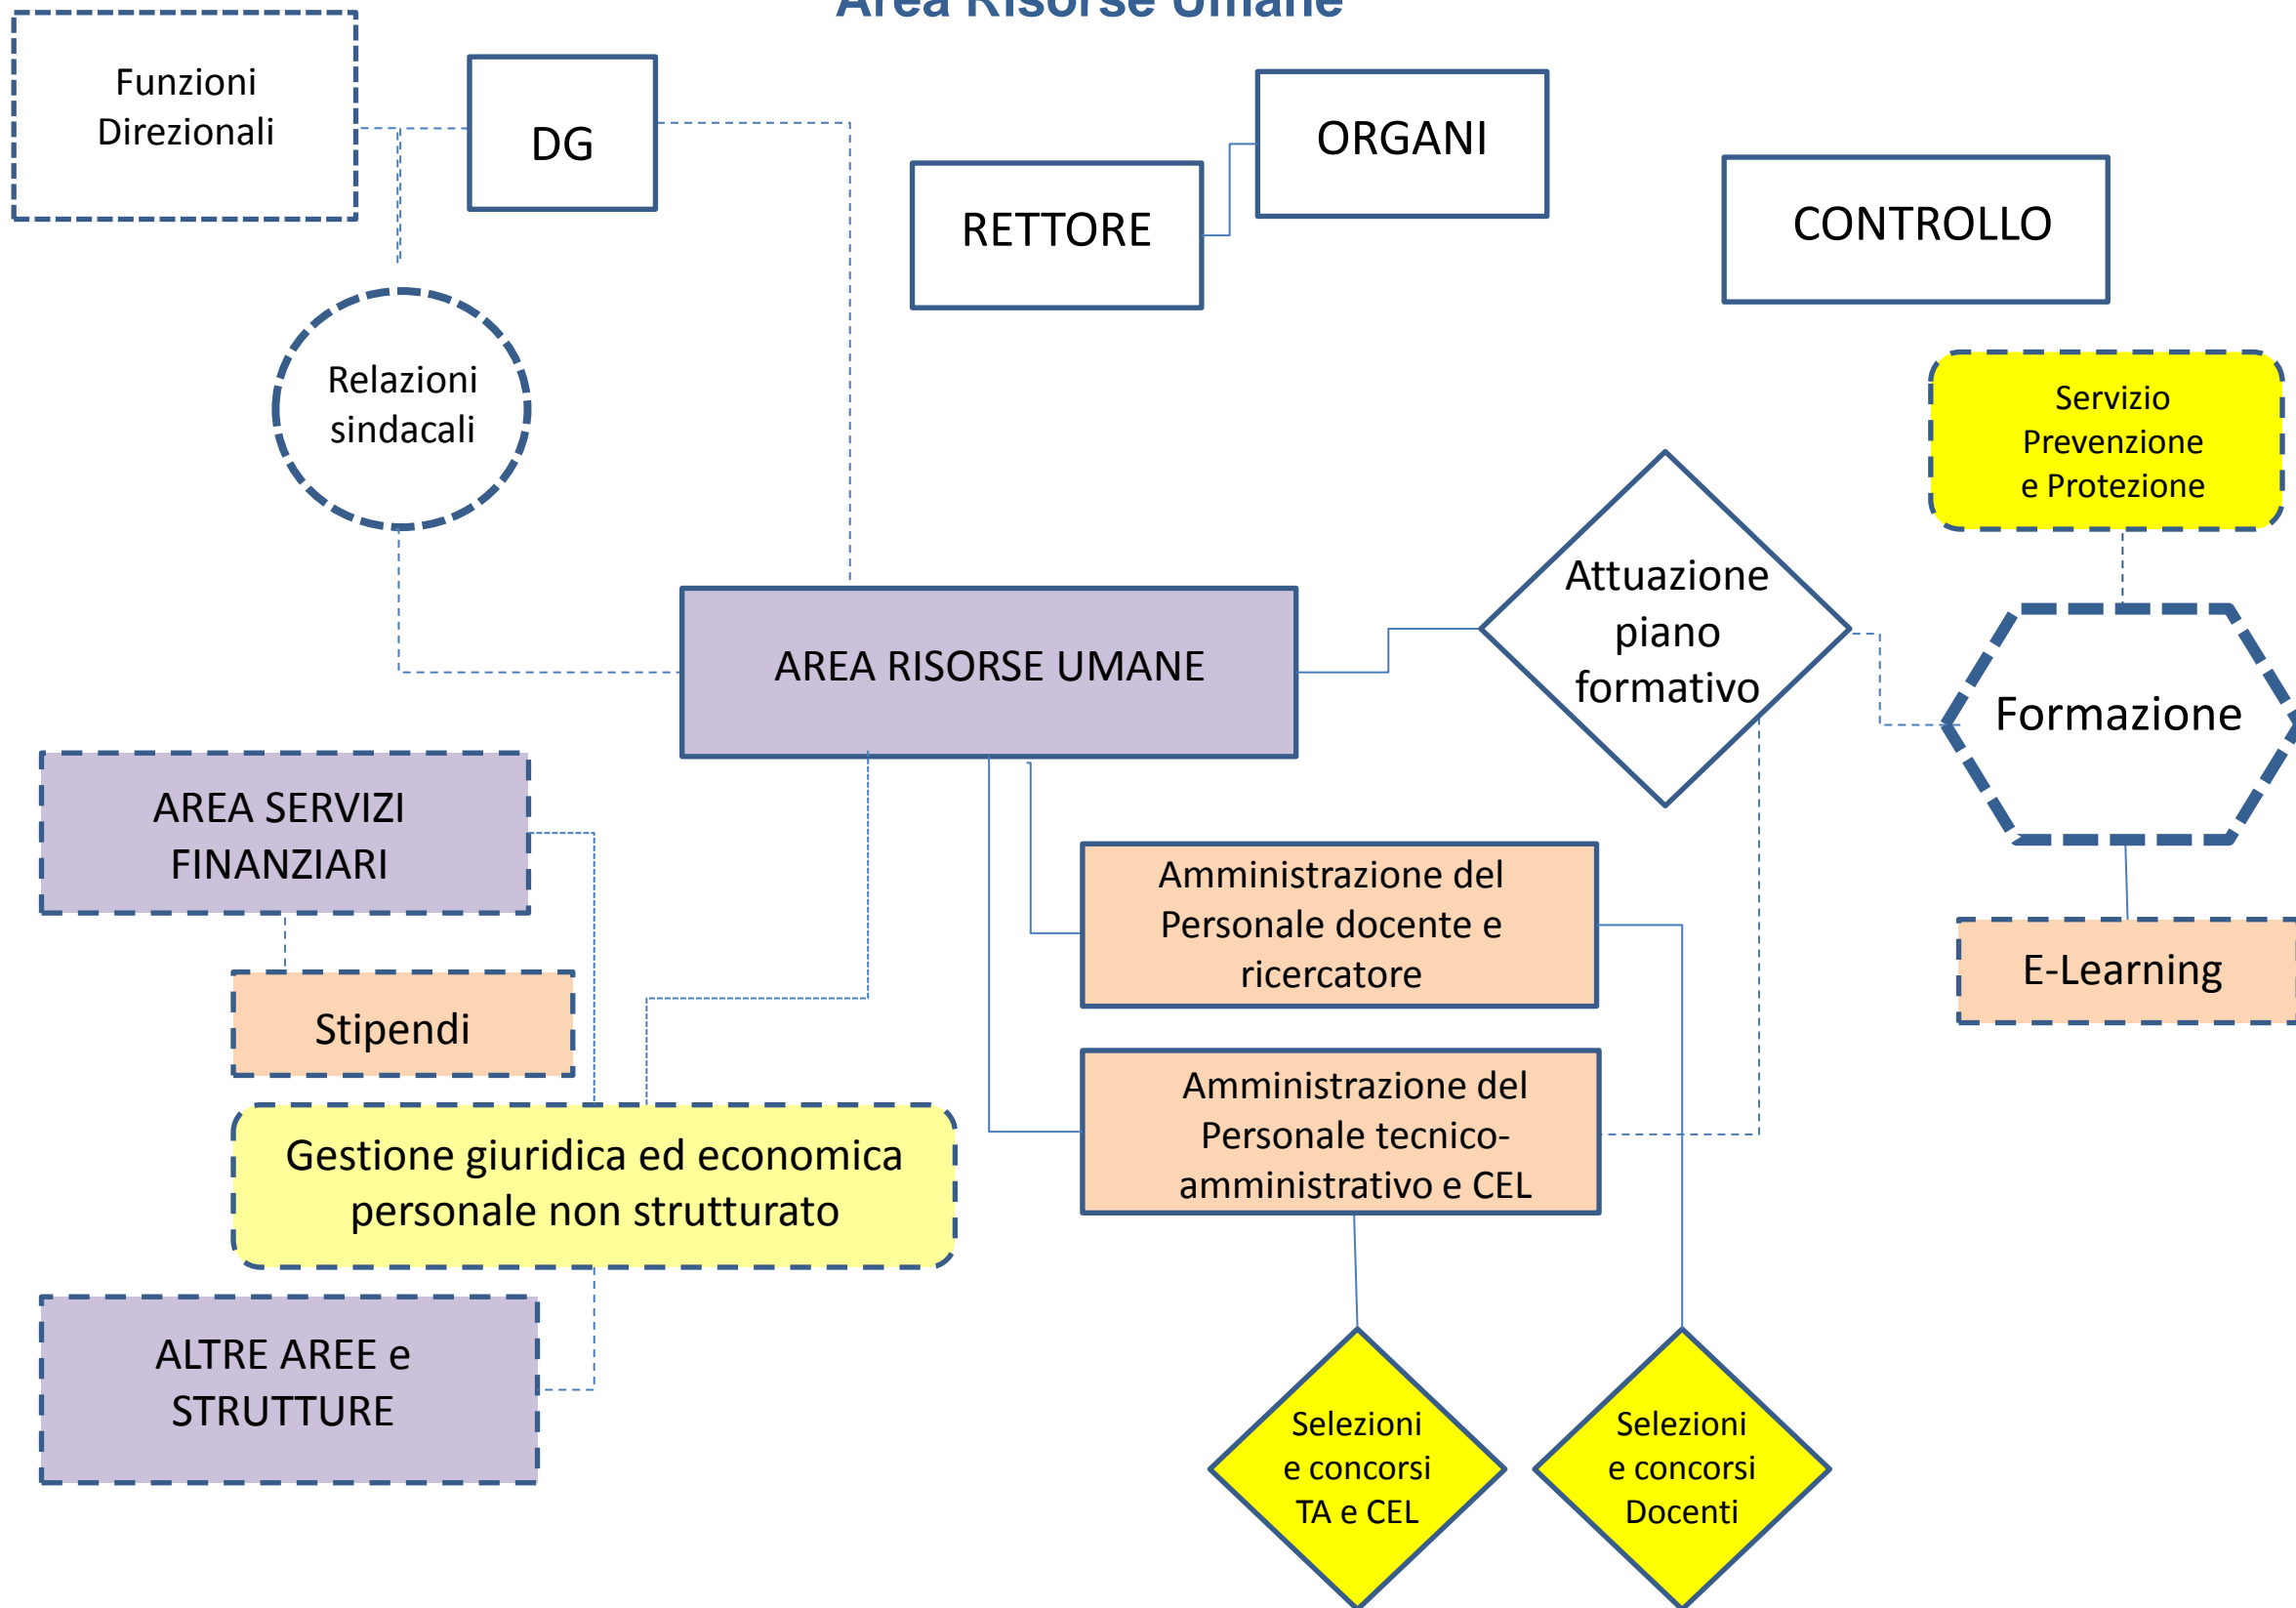 Area Risorse Umane
Funzioni
Direzionali
DG
ORGANI
RETTORE
CONTROLLO
Relazioni
sindacali
Servizio
Prevenzione
e Protezione
Attuazione
piano
formativo
AREA RISORSE UMANE
Formazione
AREA SERVIZI
FINANZIARI
Amministrazione del
Personale docente e
ricercatore
E-Learning
Stipendi
Amministrazione del
Personale tecnico-
amministrativo e CEL
Gestione giuridica ed economica
personale non strutturato
ALTRE AREE e
STRUTTURE
Selezioni
e concorsi
TA e CEL
Selezioni
e concorsi
Docenti